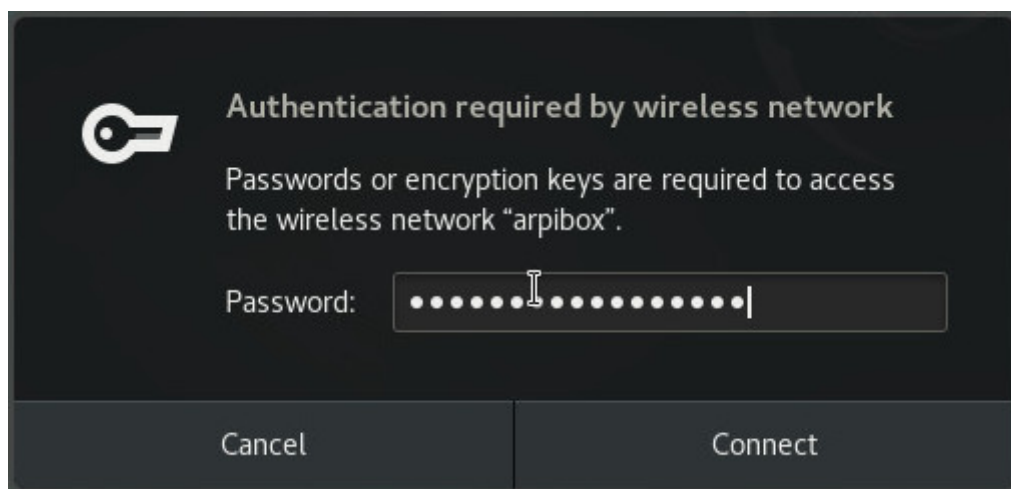 Authentication required by wireless network
Passwords or encryption keys are required to access
the wireless network “arpibox”.
Password: •••••••••••••••••
Cancel Connect